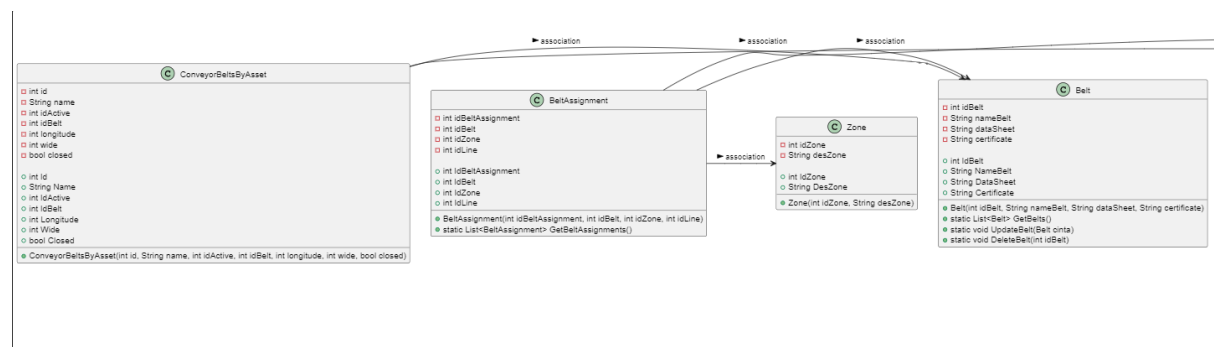 association
association
association
C ConveyorBeltsByAsset
int id
String name
int idActive
int idBelt
int longitude
int wide
bool closed
int Id
String Name
int IdActive
int IdBelt
int Longitude
int Wide
bool Closed
ConveyorBeltsByAsset(int id, String name, int idActive, int idBelt, int longitude, int wide, bool closed)
C BeltAssignment
int idBeltAssignment
int idBelt
int idZone
int idLine
int IdBeltAssignment
int IdBelt
int IdZone
int IdLine
BeltAssignment(int idBeltAssignment, int idBelt, int idZone, int idLine)
static List<BeltAssignment> GetBeltAssignments()
association
C Zone
int idZone
String desZone
int IdZone
String DesZone
Zone(int idZone, String desZone)
C Belt
int idBelt
String nameBelt
String dataSheet
String certificate
int IdBelt
String NameBelt
String DataSheet
String Certificate
Belt(int idBelt, String nameBelt, String dataSheet, String certificate)
static List<Belt> GetBelts()
static void UpdateBelt(Belt cinta)
static void DeleteBelt(int idBelt)